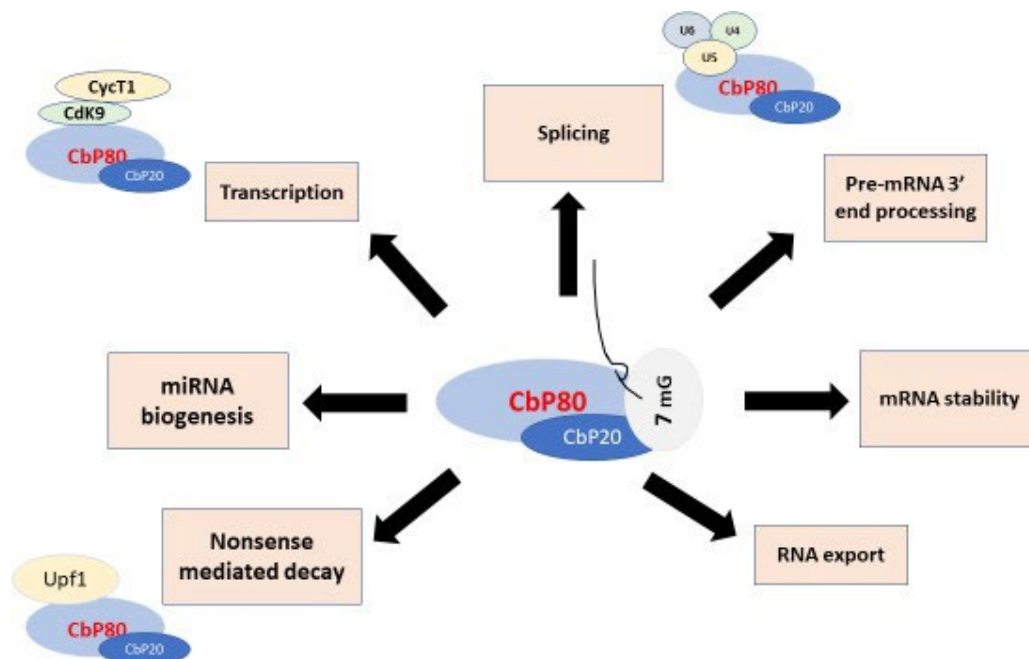 U6
U4
U5
CbP80
CbP20
CycT1
CdK9
CbP80
CbP20
Transcription
Splicing
Pre-mRNA 3’
end processing
miRNA
biogenesis
CbP80
CbP20
7 mG
mRNA stability
Nonsense
mediated decay
RNA export
Upf1
CbP80
CbP20